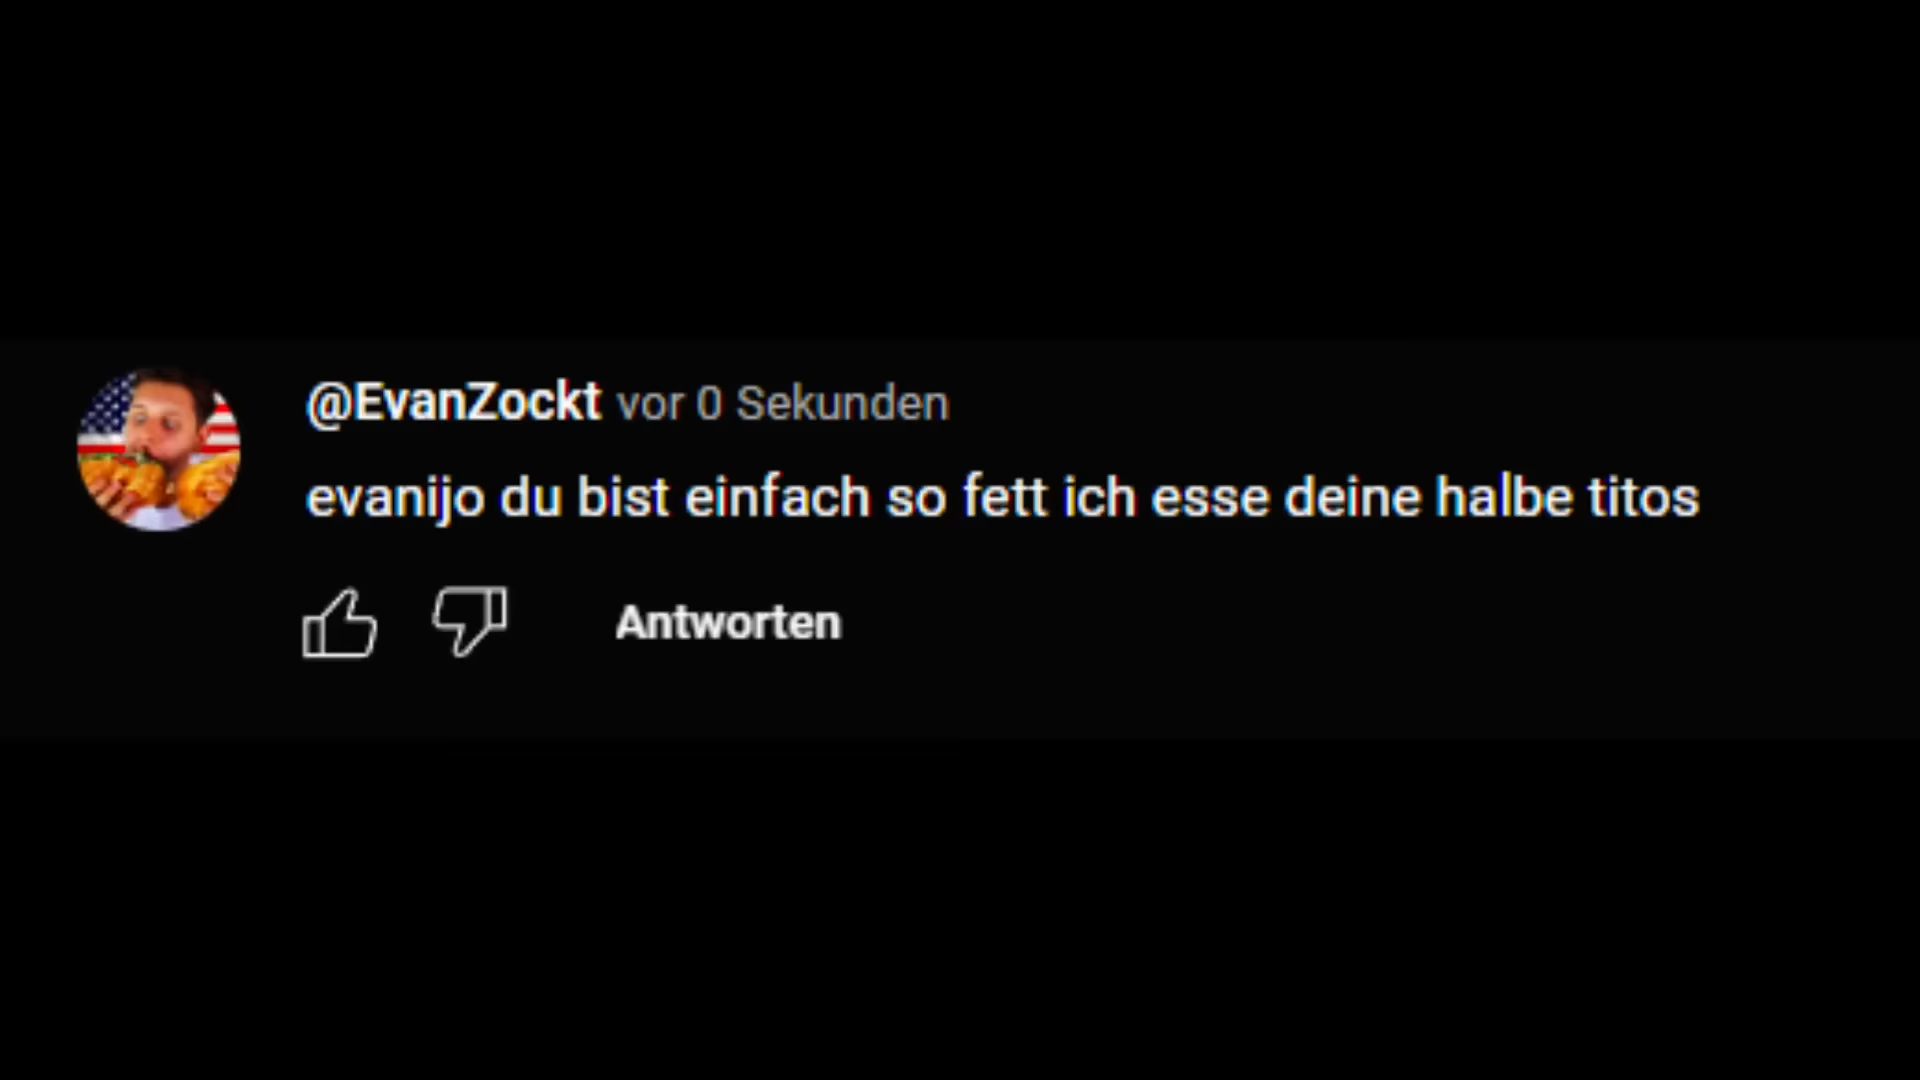 @EvanZockt vor 0 Sekunden
evanijo du bist einfach so fett ich esse deine halbe titos
Antworten